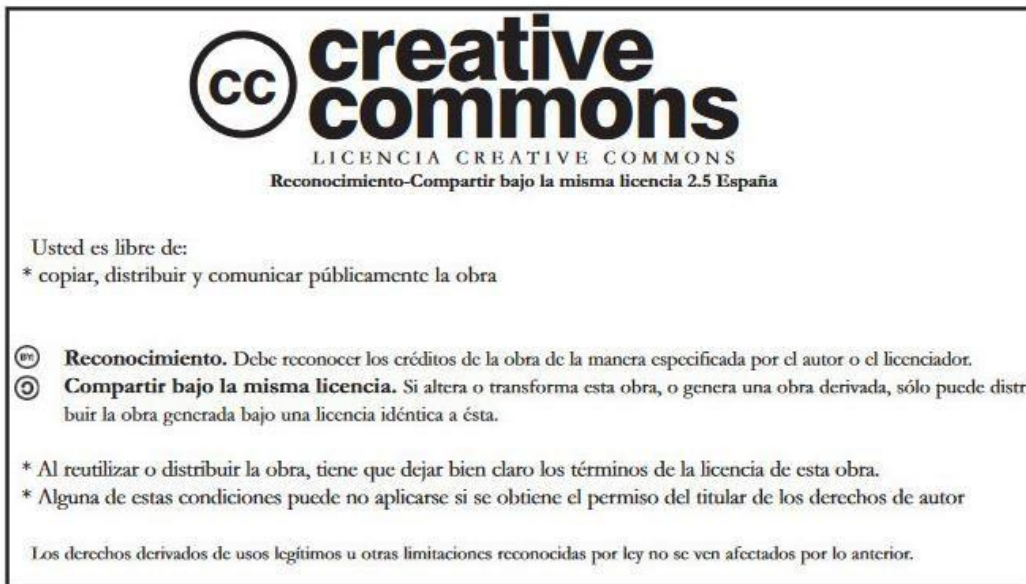 cc creative
commons
LICENCIA CREATIVE COMMONS
Reconocimiento-Compartir bajo la misma licencia 2.5 España
Usted es libre de:
* copiar, distribuir y comunicar públicamente la obra
BY: Reconocimiento. Debe reconocer los créditos de la obra de la manera especificada por el autor o el licenciador.
Compartir bajo la misma licencia. Si altera o transforma esta obra, o genera una obra derivada, sólo puede distr
buir la obra generada bajo una licencia idéntica a ésta.
* Al reutilizar o distribuir la obra, tiene que dejar bien claro los términos de la licencia de esta obra.
* Alguna de estas condiciones puede no aplicarse si se obtiene el permiso del titular de los derechos de autor
Los derechos derivados de usos legítimos u otras limitaciones reconocidas por ley no se ven afectados por lo anterior.